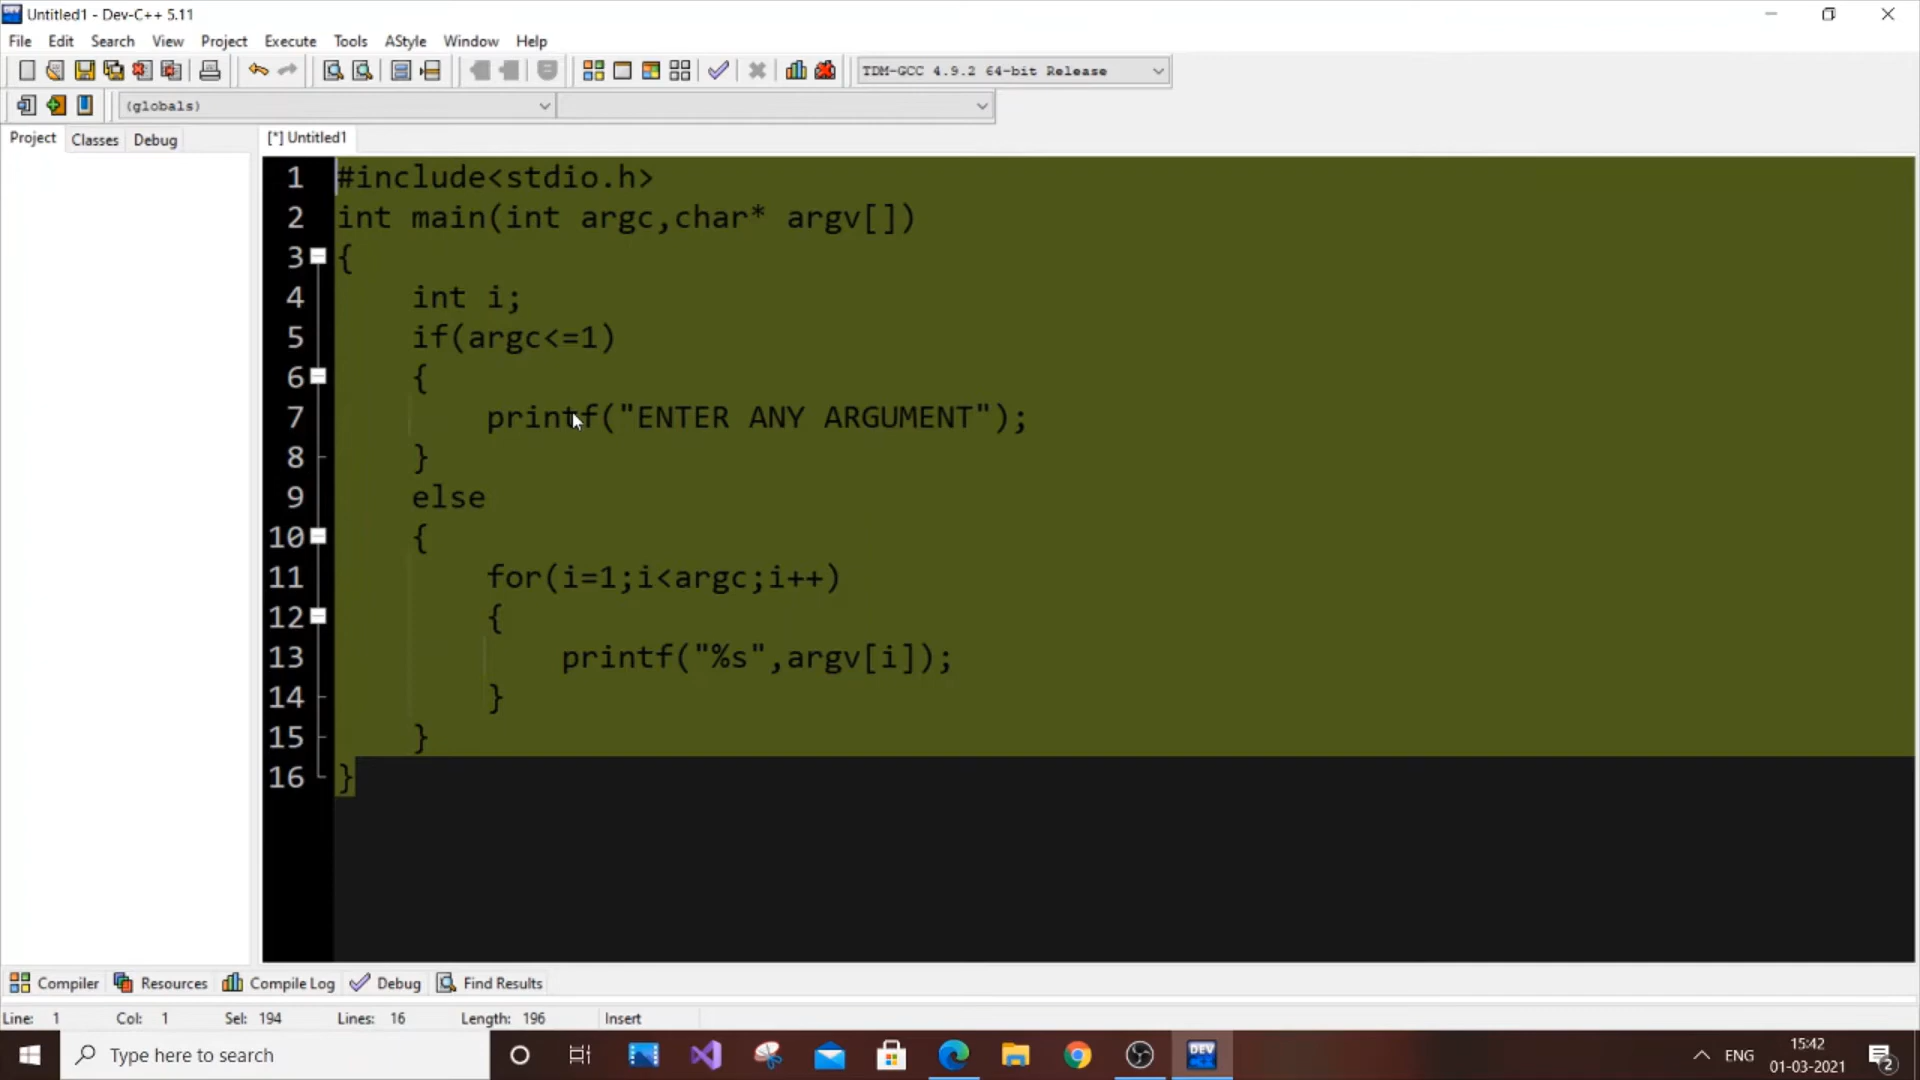 Untitled1 - Dev-C++ 5.11
File Edit Search View Project Execute Tools AStyle Window Help
TDM-GCC 4.9.2 64-bit Release
(globals)
Project Classes Debug [*] Untitled1
1 #include<stdio.h>
2 int main(int argc,char* argv[])
3 {
4 int i;
5 if(argc<=1)
6 {
7 printf("ENTER ANY ARGUMENT");
8 }
9 else
10 {
11 for(i=1;i<argc;i++)
12 {
13 printf("%s",argv[i]);
14 }
15 }
16 }
Compiler Resources Compile Log Debug Find Results
Line: 1 Col: 1 Sel: 194 Lines: 16 Length: 196 Insert
Type here to search
DEV
ENG
15:42
01-03-2021
2